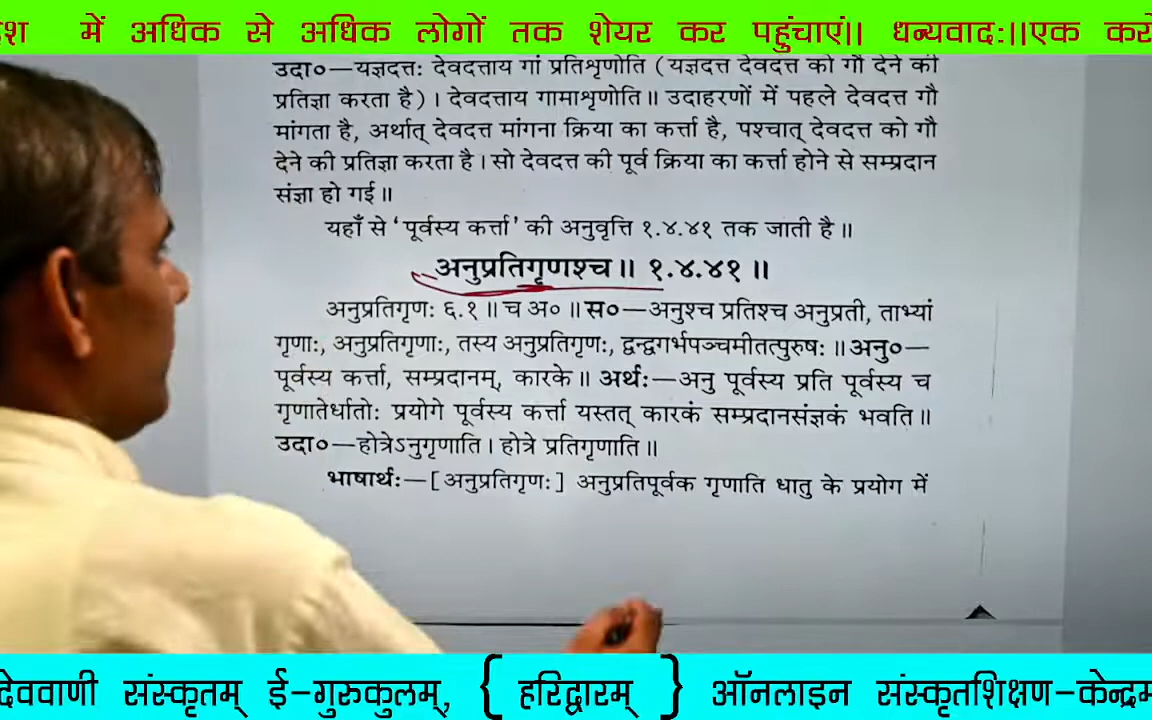 में अधिक से अधिक लोगों तक शेयर कर पहुंचाएं॥ धन्यवादः॥एक
उदा०—यज्ञदत्तः देवदत्ताय गां प्रतिशृणोति (यज्ञदत्त देवदत्त को गौ देने की
प्रतिज्ञा करता है)। देवदत्ताय गामाशृणोति॥ उदाहरणों में पहले देवदत्त गौ
मांगता है, अर्थात् देवदत्त मांगना क्रिया का कर्त्ता है, पश्चात् देवदत्त को गौ
देने की प्रतिज्ञा करता है। सो देवदत्त की पूर्व क्रिया का कर्त्ता होने से सम्प्रदान
संज्ञा हो गई॥
यहाँ से 'पूर्वस्य कर्त्ता' की अनुवृत्ति १.४.४१ तक जाती है॥
अनुप्रतिगृणश्च॥ १.४.४१॥
अनुप्रतिगृणः ६.१॥ च अ०॥ स०—अनुश्च प्रतिश्च अनुप्रती, ताभ्यां
गृणाः, अनुप्रतिगृणाः, तस्य अनुप्रतिगृणः, द्वन्द्वगर्भपञ्चमीतत्पुरुषः॥ अनु०—
पूर्वस्य कर्त्ता, सम्प्रदानम्, कारके॥ अर्थः—अनु पूर्वस्य प्रति पूर्वस्य च
गृणातेर्धातोः प्रयोगे पूर्वस्य कर्त्ता यस्तत् कारकं सम्प्रदानसंज्ञकं भवति॥
उदा०—होत्रेऽनुगृणाति। होत्रे प्रतिगृणाति॥
भाषार्थः—[अनुप्रतिगृणः] अनुप्रतिपूर्वक गृणाति धातु के प्रयोग में
देववाणी संस्कृतम् ई-गुरुकुलम्, { हरिद्वारम् } ऑनलाइन संस्कृतशिक्षण-केन्द्रम